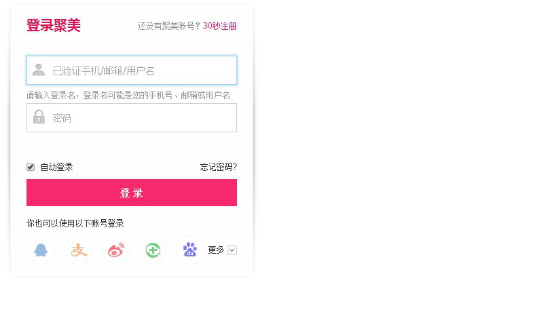 登录聚美 还没有聚美账号？30秒注册
已验证手机/邮箱/用户名
请输入登录名，登录名可能是您的手机号、邮箱或用户名
密码
自动登录 忘记密码?
登 录
你也可以使用以下账号登录
支 更多